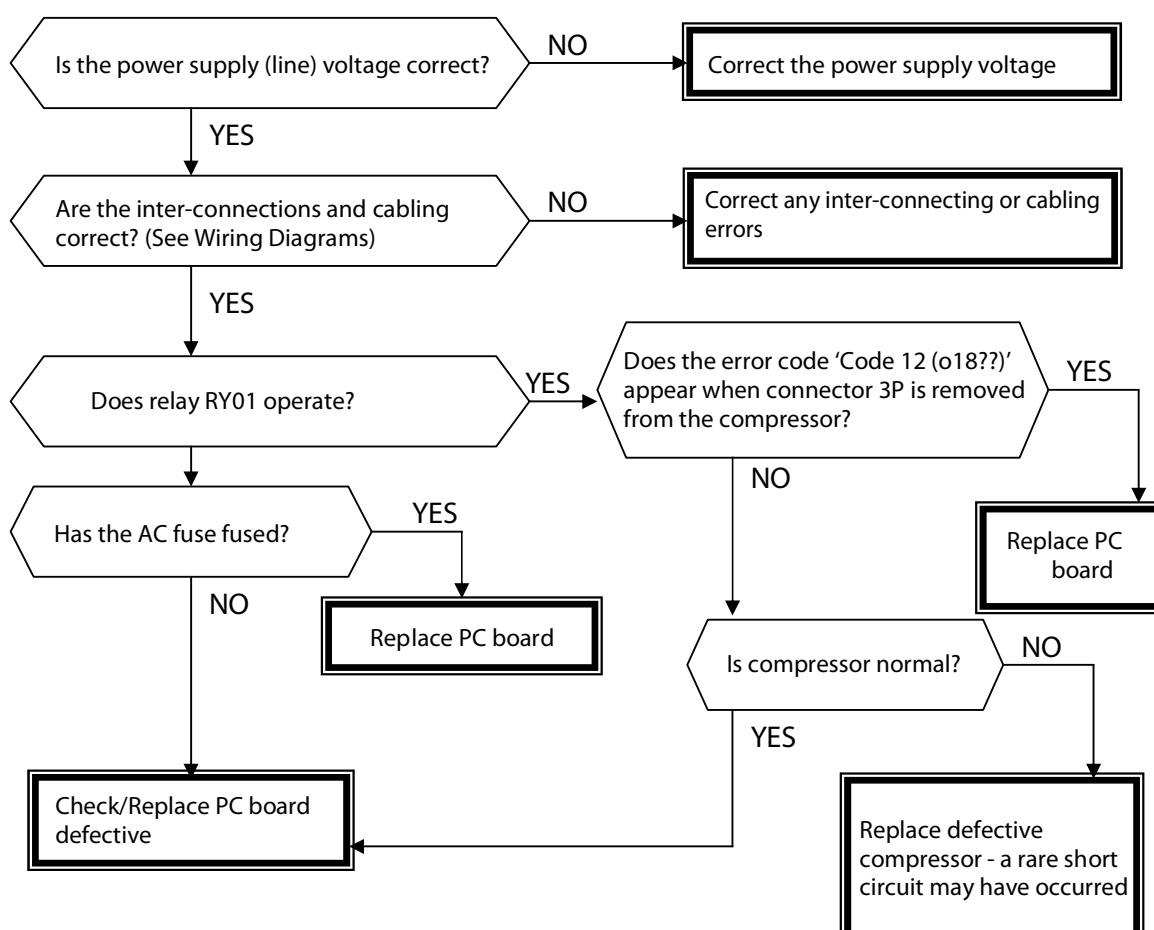 Is the power supply (line) voltage correct?
NO
Correct the power supply voltage
YES
Are the inter-connections and cabling
correct? (See Wiring Diagrams)
NO
Correct any inter-connecting or cabling
errors
YES
Does relay RY01 operate?
YES
Does the error code ‘Code 12 (o18??)’
appear when connector 3P is removed
from the compressor?
YES
Replace PC
board
NO
Has the AC fuse fused?
YES
Replace PC board
NO
Is compressor normal?
NO
YES
Check/Replace PC board
defective
Replace defective
compressor - a rare short
circuit may have occurred